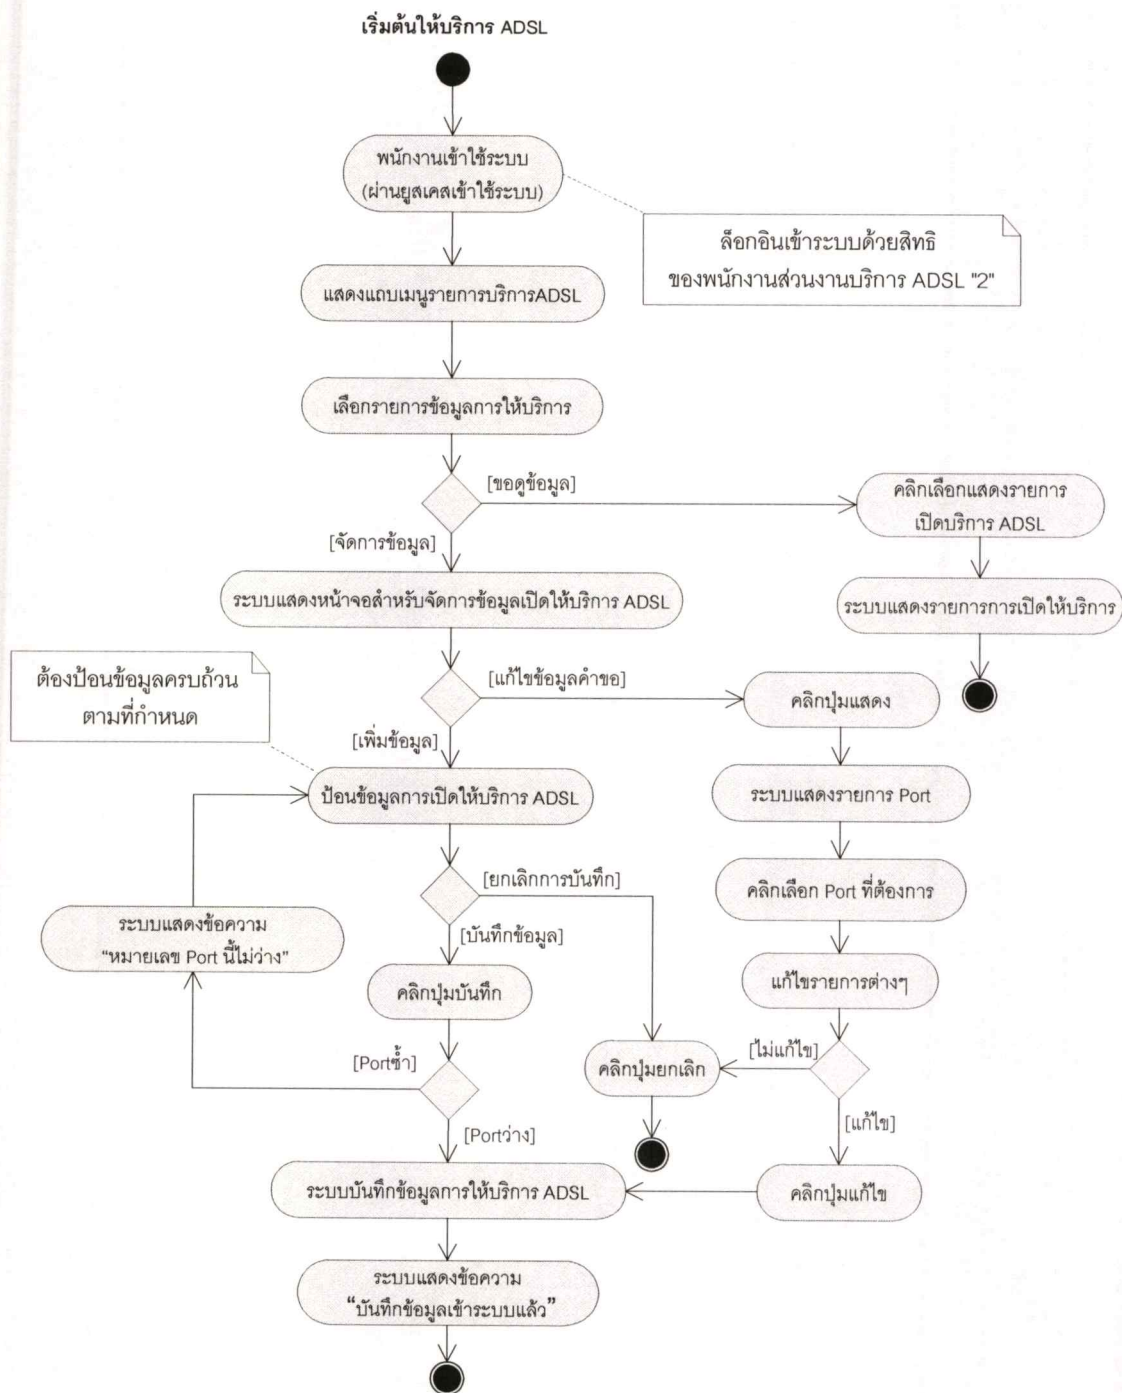 เริ่มต้นให้บริการ ADSL
พนักงานเข้าใช้ระบบ
(ผ่านยูสเคสเข้าใช้ระบบ)
ล็อกอินเข้าระบบด้วยสิทธิ
ของพนักงานส่วนงานบริการ ADSL "2"
แสดงแถบเมนูรายการบริการADSL
เลือกรายการข้อมูลการให้บริการ
[ขอดูข้อมูล]
คลิกเลือกแสดงรายการ
เปิดบริการ ADSL
[จัดการข้อมูล]
ระบบแสดงหน้าจอสำหรับจัดการข้อมูลเปิดให้บริการ ADSL
ระบบแสดงรายการการเปิดให้บริการ
ต้องป้อนข้อมูลครบถ้วน
ตามที่กำหนด
[แก้ไขข้อมูลคำขอ]
คลิกปุ่มแสดง
[เพิ่มข้อมูล]
ป้อนข้อมูลการเปิดให้บริการ ADSL
ระบบแสดงรายการ Port
[ยกเลิกการบันทึก]
คลิกเลือก Port ที่ต้องการ
ระบบแสดงข้อความ
“หมายเลข Port นี้ไม่ว่าง”
[บันทึกข้อมูล]
คลิกปุ่มบันทึก
แก้ไขรายการต่างๆ
[Portซ้ำ]
คลิกปุ่มยกเลิก
[ไม่แก้ไข]
[แก้ไข]
[Portว่าง]
ระบบบันทึกข้อมูลการให้บริการ ADSL
คลิกปุ่มแก้ไข
ระบบแสดงข้อความ
“บันทึกข้อมูลเข้าระบบแล้ว”